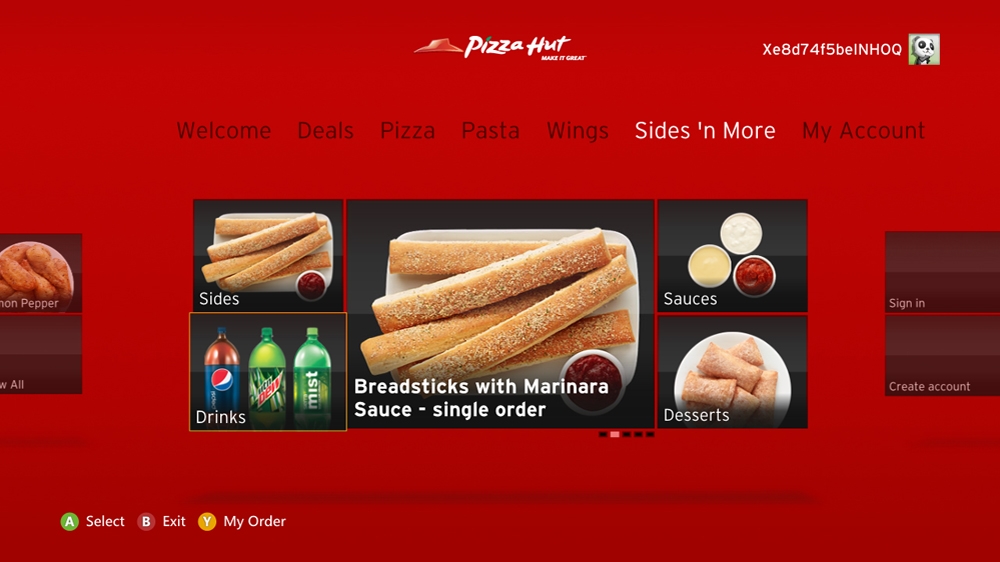 Pizza Hut
MAKE IT GREAT
Xe8d74f5beINHOQ
Welcome Deals Pizza Pasta Wings Sides 'n More My Account
Sides
Sauces
mon Pepper
Sign in
pepsi
Mtn Dew
mist
Breadsticks with Marinara
Sauce - single order
w All
Create account
Drinks
Desserts
A Select B Exit Y My Order